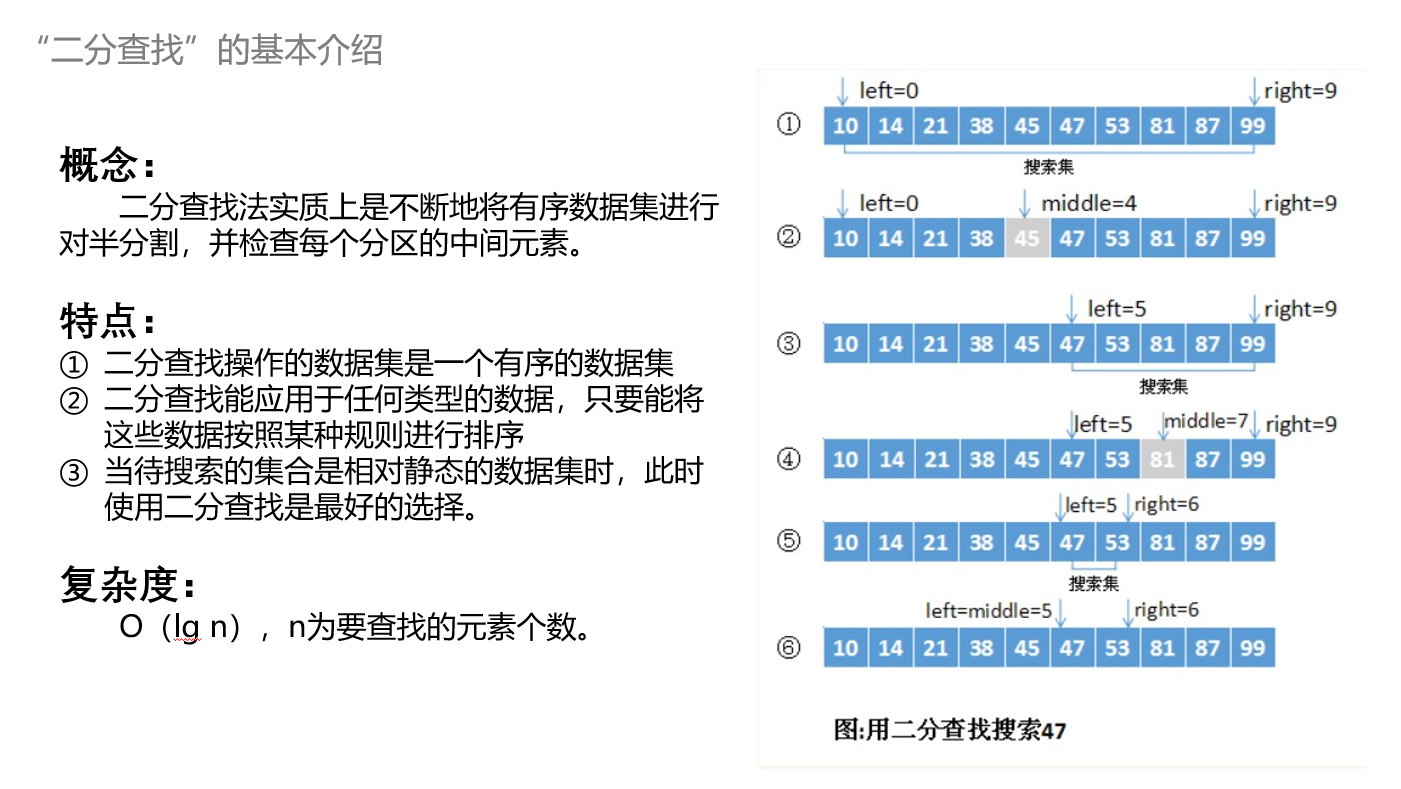 “二分查找”的基本介绍
概念：
二分查找法实质上是不断地将有序数据集进行
对半分割，并检查每个分区的中间元素。
特点：
① 二分查找操作的数据集是一个有序的数据集
② 二分查找能应用于任何类型的数据，只要能将
这些数据按照某种规则进行排序
③ 当待搜索的集合是相对静态的数据集时，此时
使用二分查找是最好的选择。
复杂度：
O（lg n），n为要查找的元素个数。
left=0 right=9
① 10 14 21 38 45 47 53 81 87 99
搜索集
left=0 middle=4 right=9
② 10 14 21 38 45 47 53 81 87 99
left=5 right=9
③ 10 14 21 38 45 47 53 81 87 99
搜索集
left=5 middle=7 right=9
④ 10 14 21 38 45 47 53 81 87 99
left=5 right=6
⑤ 10 14 21 38 45 47 53 81 87 99
搜索集
left=middle=5 right=6
⑥ 10 14 21 38 45 47 53 81 87 99
图:用二分查找搜索47